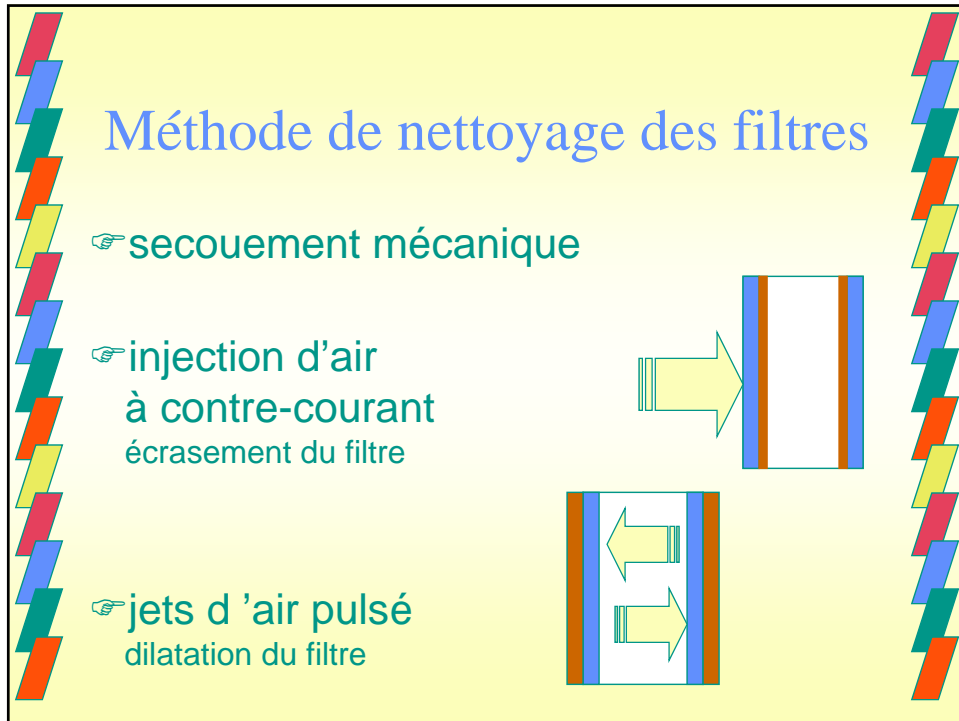 Méthode de nettoyage des filtres
☞secouement mécanique
☞injection d'air
à contre-courant
écrasement du filtre
☞jets d 'air pulsé
dilatation du filtre